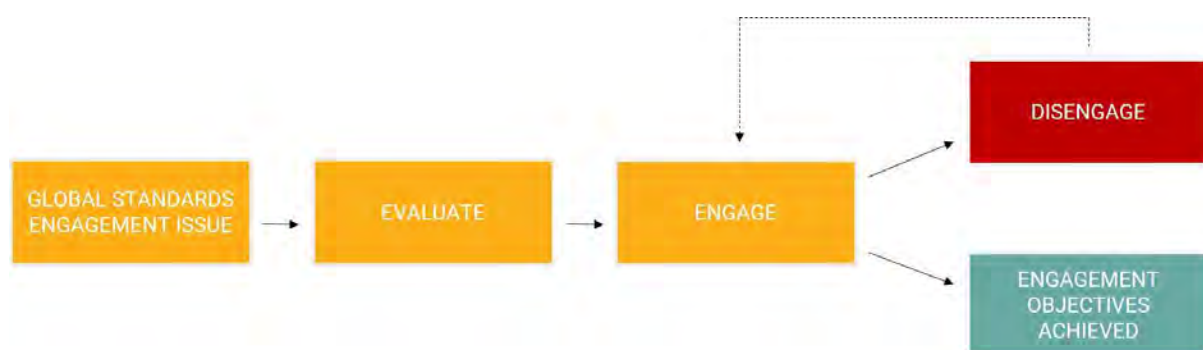 GLOBAL STANDARDS
ENGAGEMENT ISSUE
EVALUATE
ENGAGE
DISENGAGE
ENGAGEMENT
OBJECTIVES
ACHIEVED